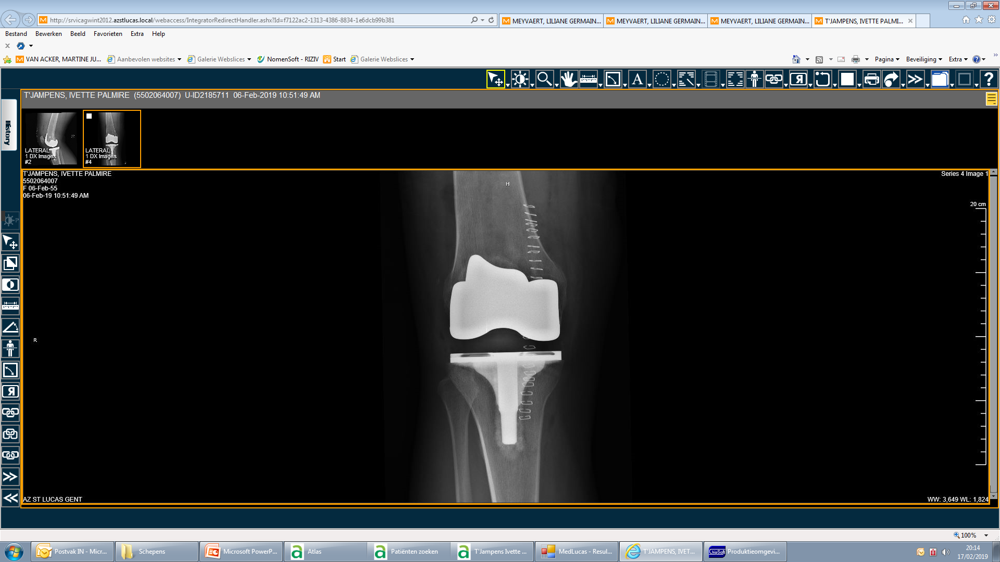 http://srvicagwint2012.azstlucas.local/webaccess/IntegratorRedirectHandler.ashx?Id=f7122ac2-1313-4386-8834-1e6dcb99b381
MEYVAERT, LILIANE GERMAIN...
MEYVAERT, LILIANE GERMAIN...
MEYVAERT, LILIANE GERMAIN...
T'JAMPENS, IVETTE PALMI...
Bestand Bewerken Beeld Favorieten Extra Help
VAN ACKER, MARTINE JU... Aanbevolen websites Galerie Webslices NomenSoft - RIZIV Start Galerie Webslices
Pagina Beveiliging Extra
T'JAMPENS, IVETTE PALMIRE (5502064007) U-ID2185711 06-Feb-2019 10:51:49 AM
History
LATERAL
1 DX Images
#2
LATERAL
1 DX Images
#4
T'JAMPENS, IVETTE PALMIRE
5502064007
F 06-Feb-55
06-Feb-19 10:51:49 AM
H
Series 4 Image 1
20 cm
R
AZ ST LUCAS GENT
WW: 3,649 WL: 1,824
100%
Postvak IN - Micr...
Schepens
Microsoft PowerP...
Atlas
Patiënten zoeken
T'Jampens Ivette ...
MedLucas - Resul...
T'JAMPENS, IVET...
ChipSoft
Produktieomgevi...
20:14
17/02/2019